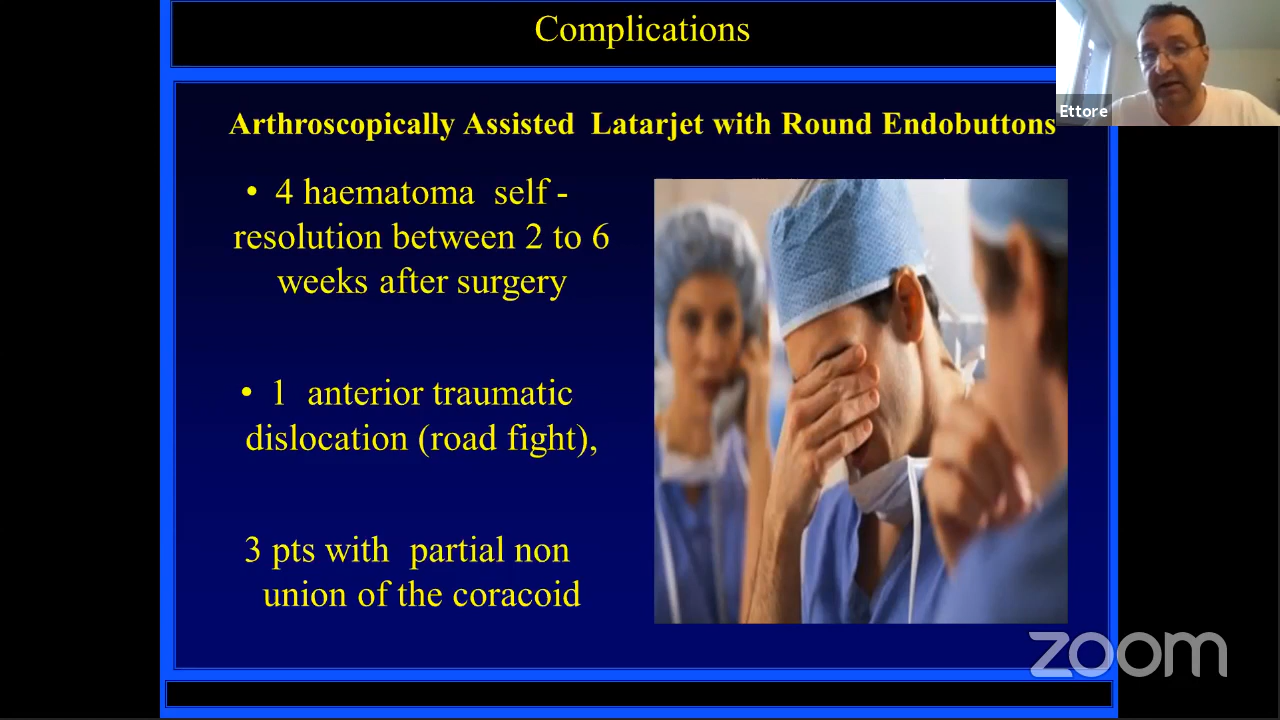 Complications
Ettore
Arthroscopically Assisted Latarjet with Round Endobuttons
• 4 haematoma self -
resolution between 2 to 6
weeks after surgery
• 1 anterior traumatic
dislocation (road fight),
3 pts with partial non
union of the coracoid
zoom